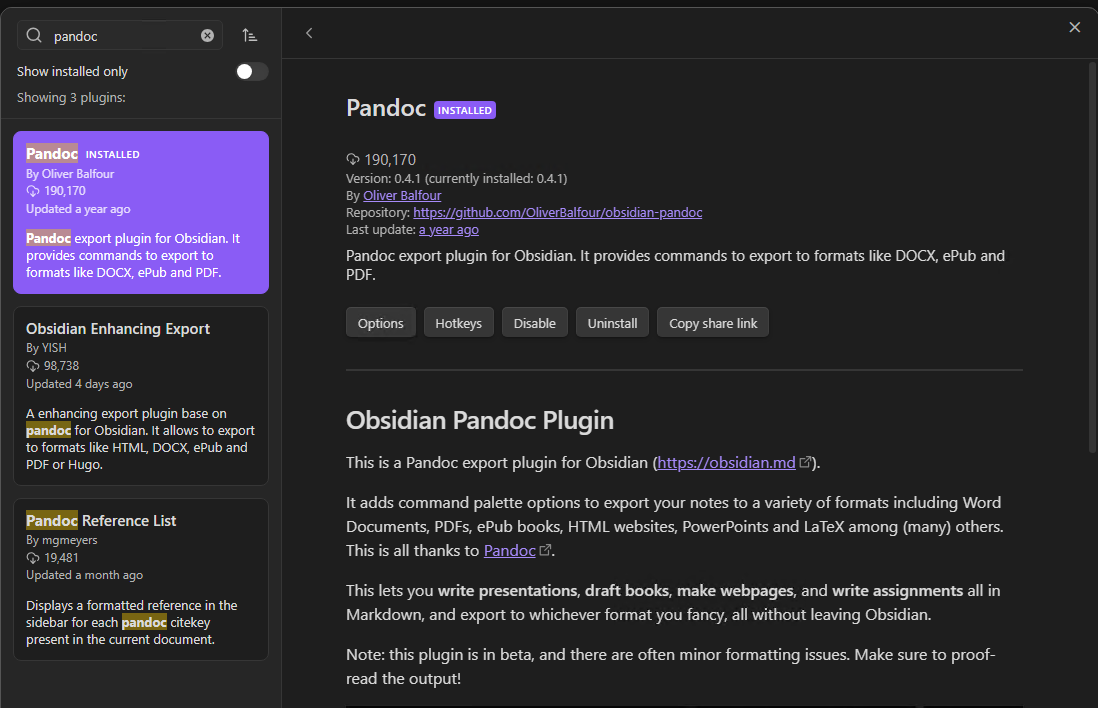 pandoc
Show installed only
Showing 3 plugins:
Pandoc INSTALLED
By Oliver Balfour
190,170
Updated a year ago
Pandoc export plugin for Obsidian. It
provides commands to export to
formats like DOCX, ePub and PDF.
Obsidian Enhancing Export
By YISH
98,738
Updated 4 days ago
A enhancing export plugin base on
pandoc for Obsidian. It allows to export
to formats like HTML, DOCX, ePub and
PDF or Hugo.
Pandoc Reference List
By mgmeyers
19,481
Updated a month ago
Displays a formatted reference in the
sidebar for each pandoc citekey
present in the current document.
Pandoc INSTALLED
190,170
Version: 0.4.1 (currently installed: 0.4.1)
By Oliver Balfour
Repository: https://github.com/OliverBalfour/obsidian-pandoc
Last update: a year ago
Pandoc export plugin for Obsidian. It provides commands to export to formats like DOCX, ePub and
PDF.
Options Hotkeys Disable Uninstall Copy share link
Obsidian Pandoc Plugin
This is a Pandoc export plugin for Obsidian (https://obsidian.md).
It adds command palette options to export your notes to a variety of formats including Word
Documents, PDFs, ePub books, HTML websites, PowerPoints and LaTeX among (many) others.
This is all thanks to Pandoc.
This lets you write presentations, draft books, make webpages, and write assignments all in
Markdown, and export to whichever format you fancy, all without leaving Obsidian.
Note: this plugin is in beta, and there are often minor formatting issues. Make sure to proof-
read the output!